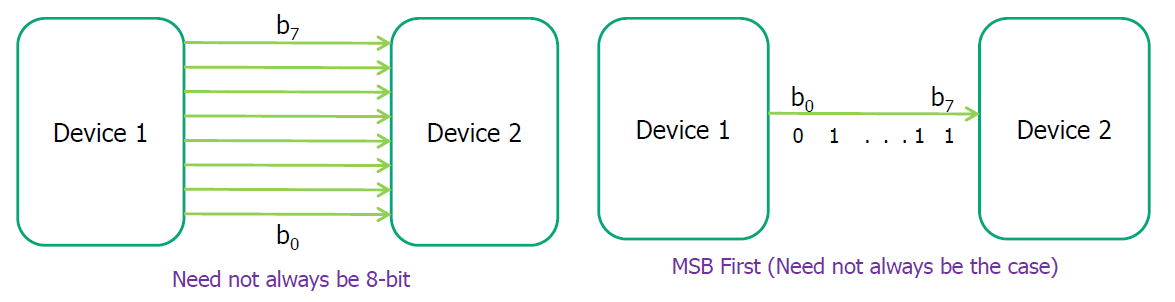 b7
Device 1
Device 2
b0
Need not always be 8-bit
Device 1
b0 b7
0 1 . . . 1 1
Device 2
MSB First (Need not always be the case)